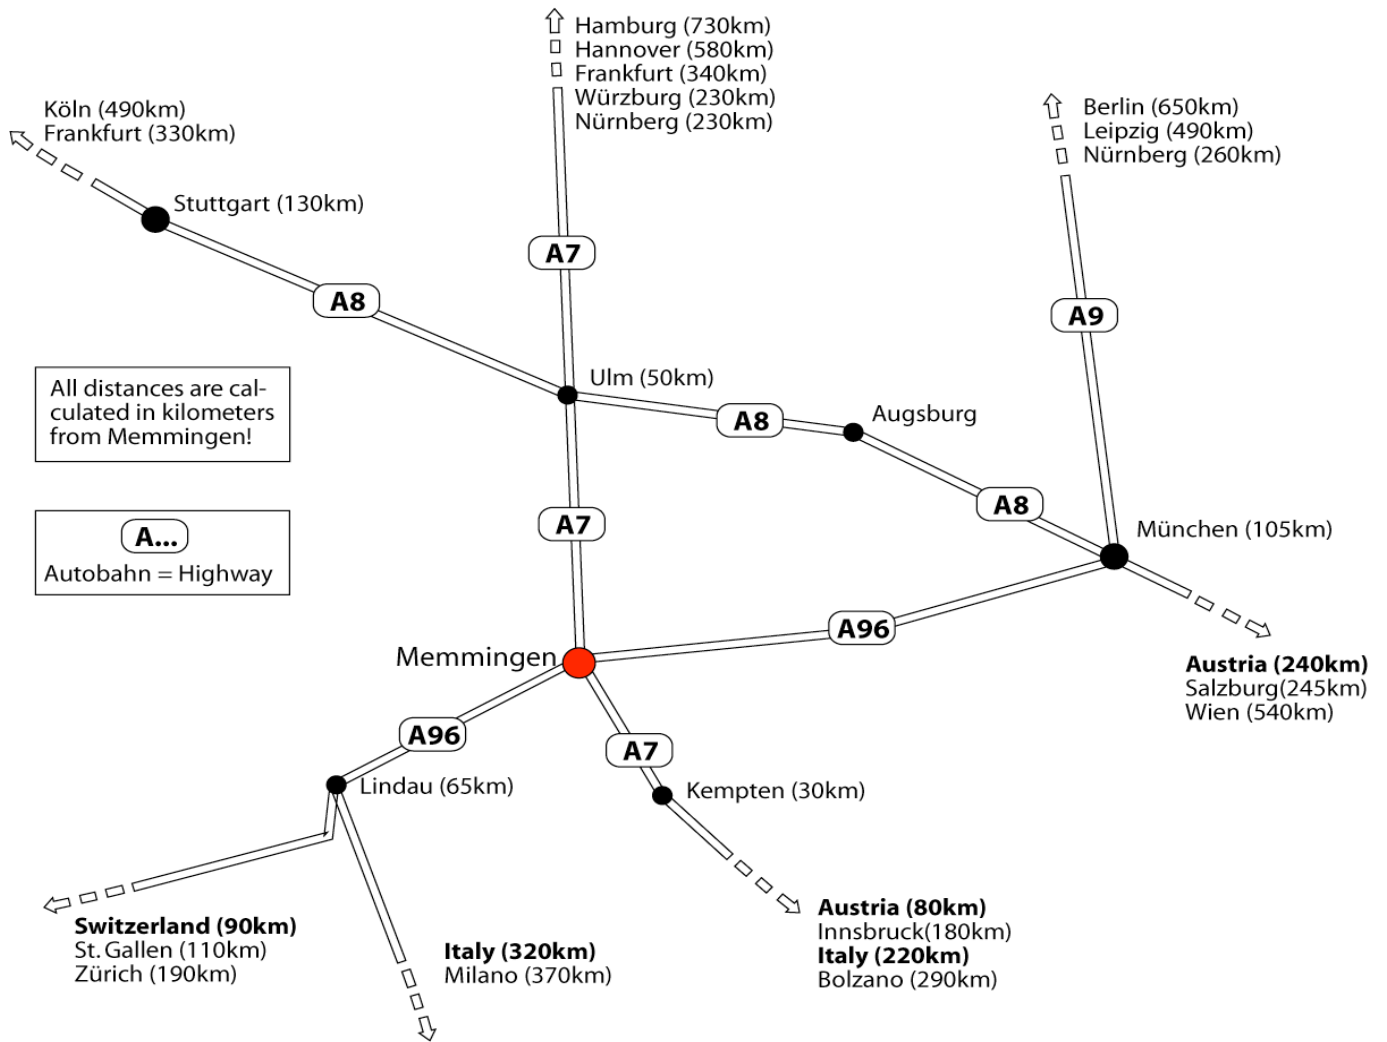 Hamburg (730km)
Hannover (580km)
Frankfurt (340km)
Würzburg (230km)
Nürnberg (230km)
Köln (490km)
Frankfurt (330km)
Berlin (650km)
Leipzig (490km)
Nürnberg (260km)
Stuttgart (130km)
A7
A8
A9
All distances are cal-
culated in kilometers
from Memmingen!
Ulm (50km)
A8
Augsburg
A8
A...
Autobahn = Highway
A7
München (105km)
A96
Memmingen
Austria (240km)
Salzburg(245km)
Wien (540km)
A96
A7
Lindau (65km)
Kempten (30km)
Switzerland (90km)
St. Gallen (110km)
Zürich (190km)
Italy (320km)
Milano (370km)
Austria (80km)
Innsbruck(180km)
Italy (220km)
Bolzano (290km)